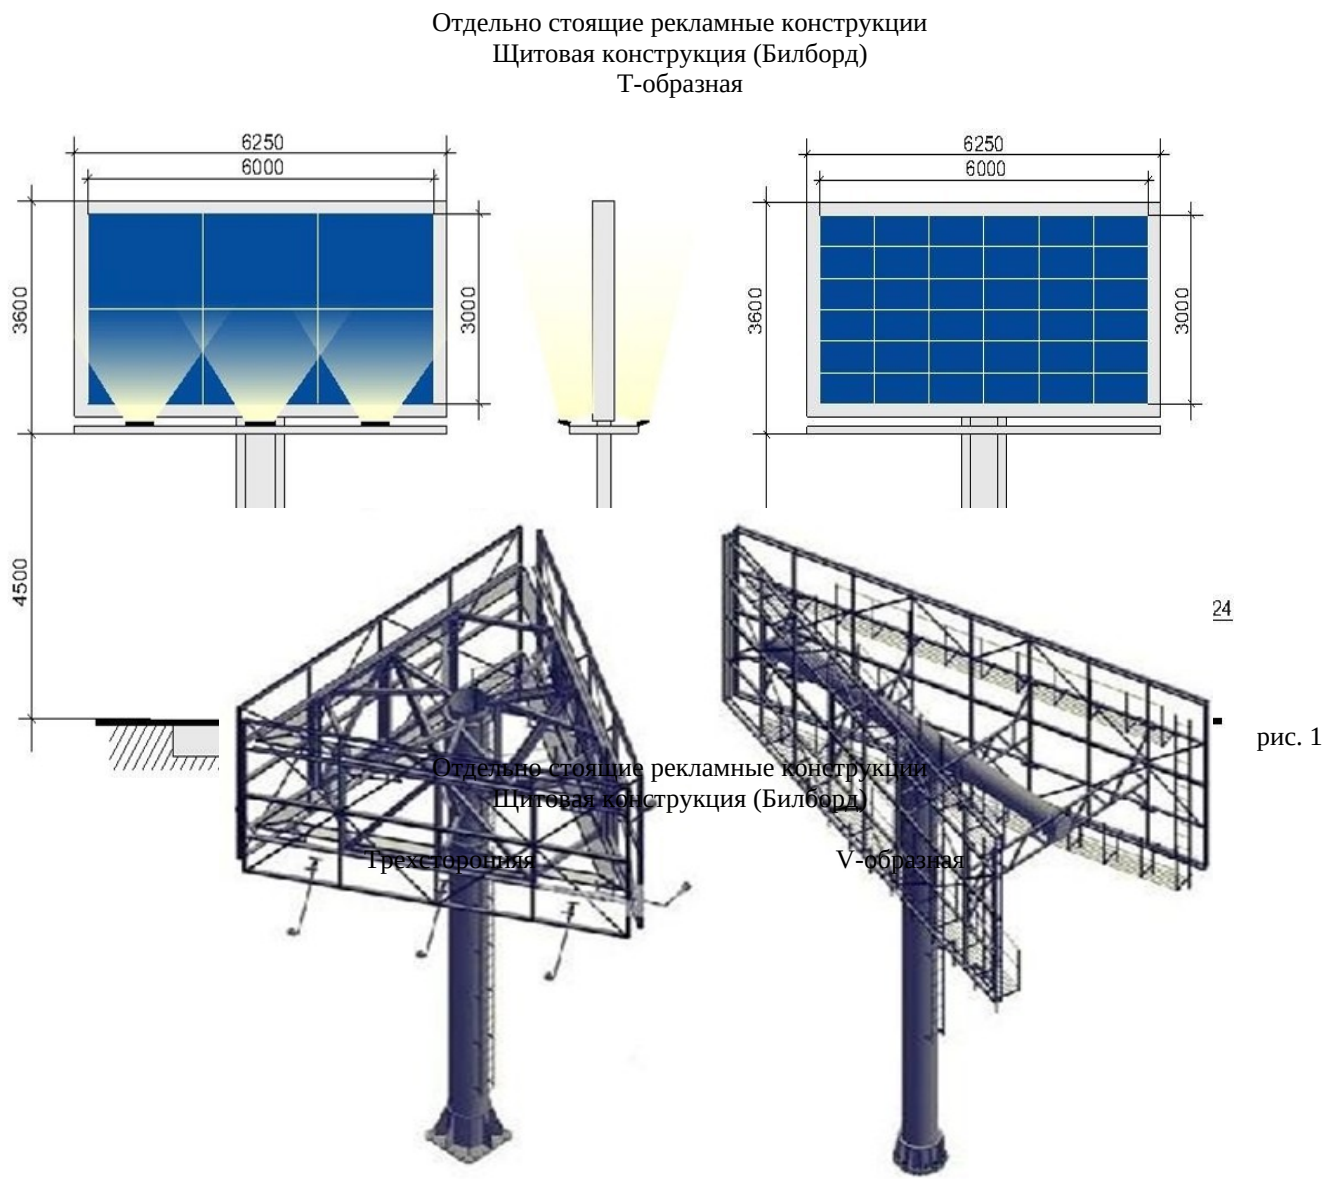 Отдельно стоящие рекламные конструкции
Щитовая конструкция (Билборд)
Т-образная
6250
6000
3600
3000
6250
6000
3600
3000
4500
24
рис. 1
Отдельно стоящие рекламные конструкции
Щитовая конструкция (Билборд)
Трехсторонняя
V-образная